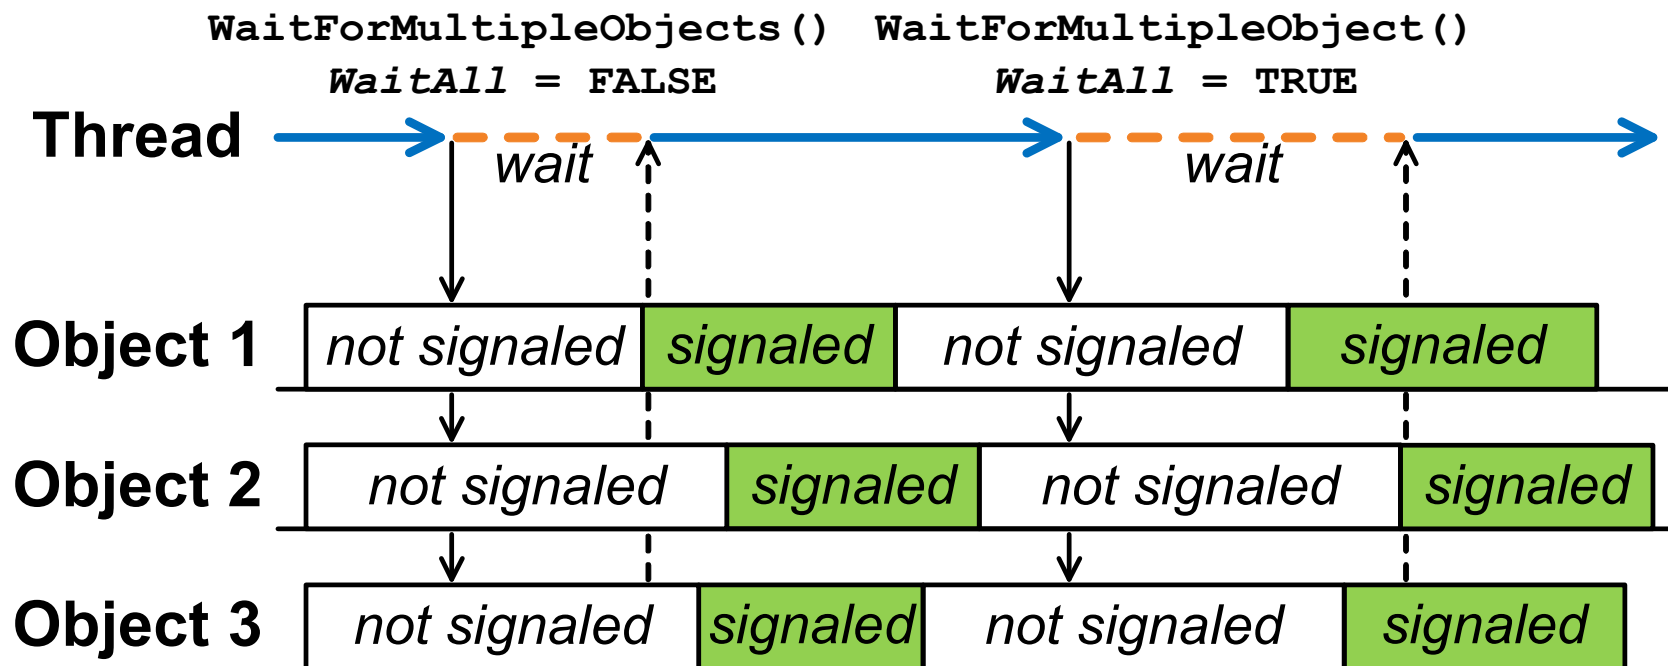 WaitForMultipleObjects() WaitForMultipleObject()
WaitAll = FALSE WaitAll = TRUE
Thread
wait wait
Object 1 not signaled signaled not signaled signaled
Object 2 not signaled signaled not signaled signaled
Object 3 not signaled signaled not signaled signaled